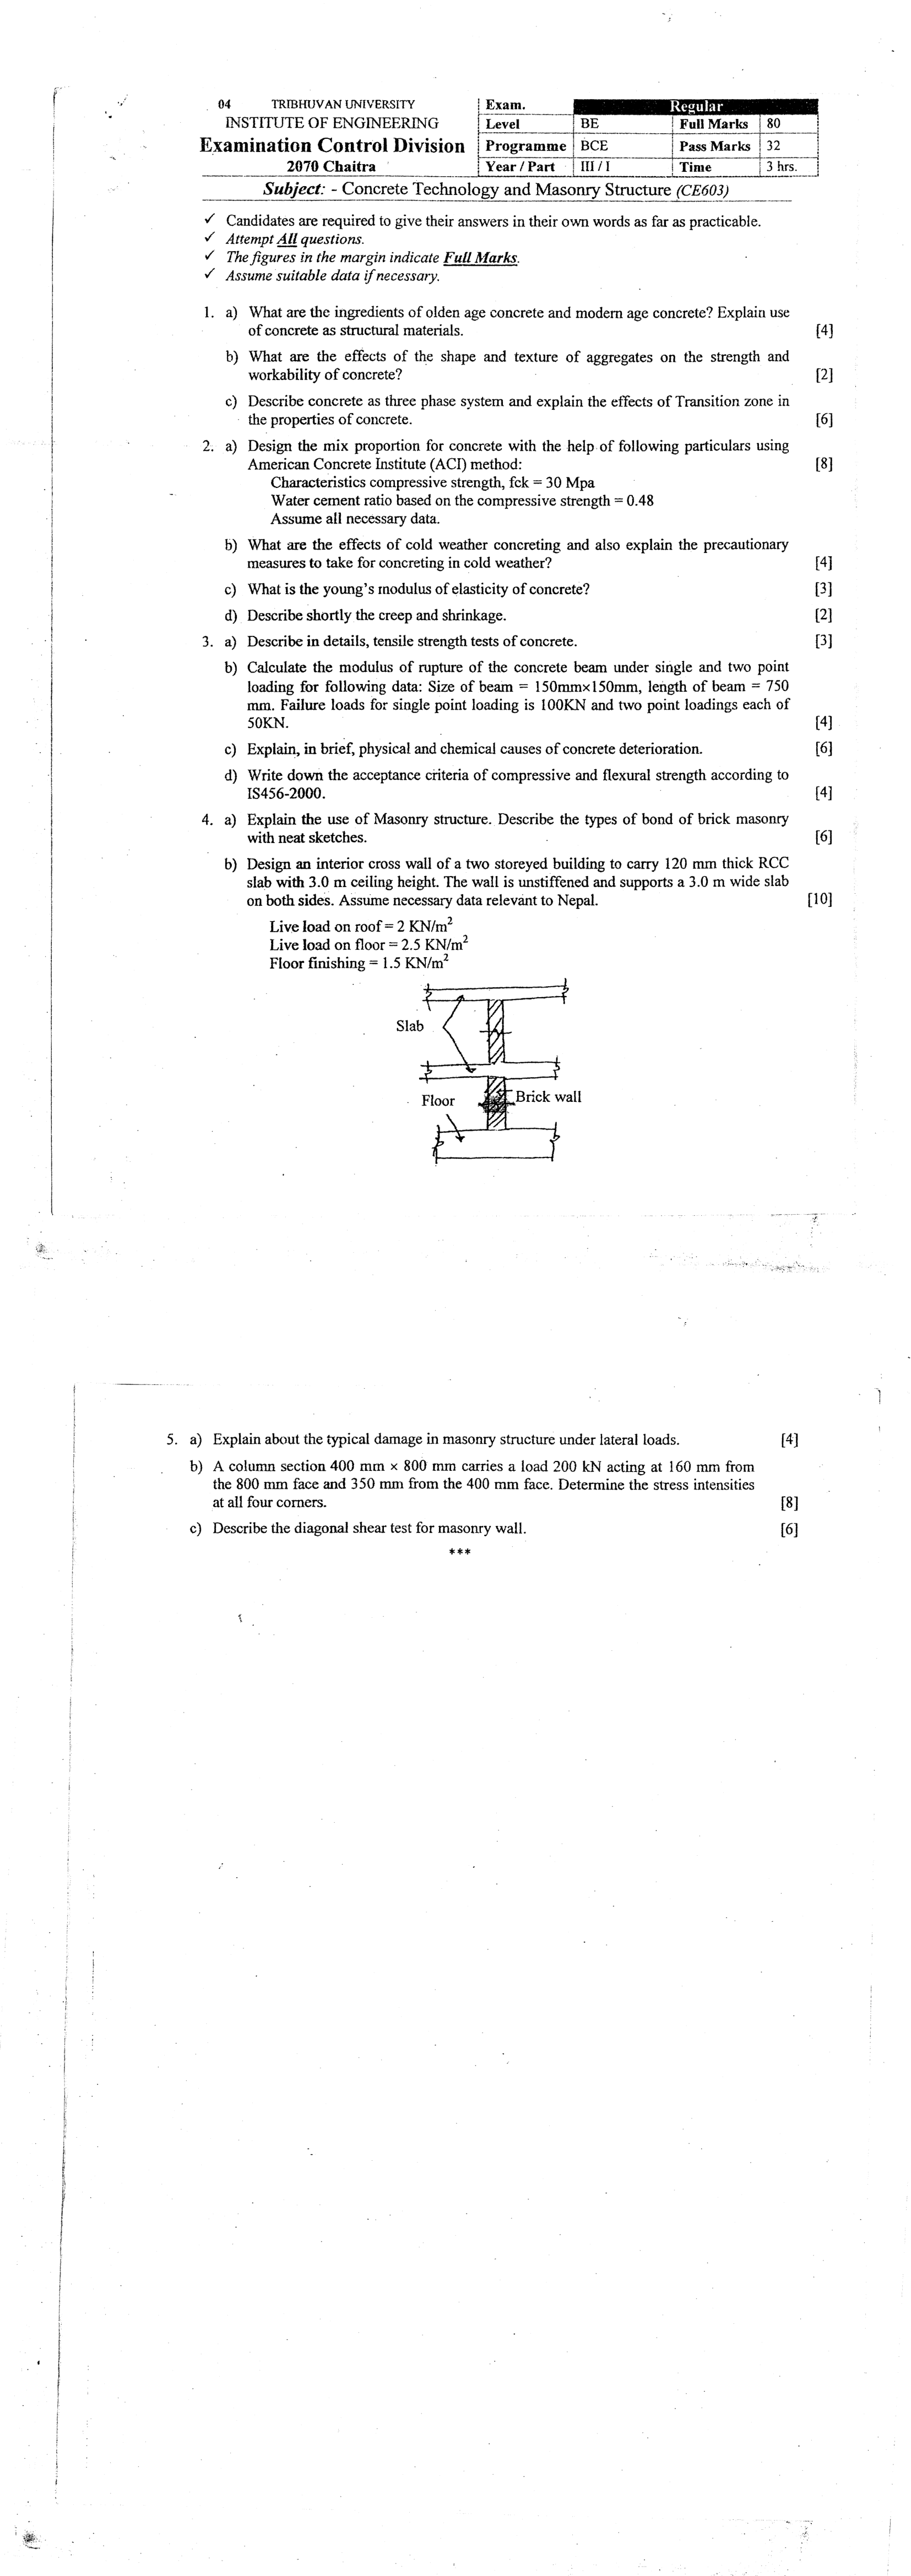 04 TRIBHUVAN UNIVERSITY
INSTITUTE OF ENGINEERING
Examination Control Division
2070 Chaitra
Exam. Regular
Level BE Full Marks 80
Programme BCE Pass Marks 32
Year / Part III / I Time 3 hrs.
Subject: - Concrete Technology and Masonry Structure (CE603)
✓ Candidates are required to give their answers in their own words as far as practicable.
✓ Attempt All questions.
✓ The figures in the margin indicate Full Marks.
✓ Assume suitable data if necessary.
1. a) What are the ingredients of olden age concrete and modern age concrete? Explain use
of concrete as structural materials. [4]
b) What are the effects of the shape and texture of aggregates on the strength and
workability of concrete? [2]
c) Describe concrete as three phase system and explain the effects of Transition zone in
the properties of concrete. [6]
2. a) Design the mix proportion for concrete with the help of following particulars using
American Concrete Institute (ACI) method: [8]
Characteristics compressive strength, fck = 30 Mpa
Water cement ratio based on the compressive strength = 0.48
Assume all necessary data.
b) What are the effects of cold weather concreting and also explain the precautionary
measures to take for concreting in cold weather? [4]
c) What is the young's modulus of elasticity of concrete? [3]
d) Describe shortly the creep and shrinkage. [2]
3. a) Describe in details, tensile strength tests of concrete. [3]
b) Calculate the modulus of rupture of the concrete beam under single and two point
loading for following data: Size of beam = 150mm×150mm, length of beam = 750
mm. Failure loads for single point loading is 100KN and two point loadings each of
50KN. [4]
c) Explain, in brief, physical and chemical causes of concrete deterioration. [6]
d) Write down the acceptance criteria of compressive and flexural strength according to
IS456-2000. [4]
4. a) Explain the use of Masonry structure. Describe the types of bond of brick masonry
with neat sketches. [6]
b) Design an interior cross wall of a two storeyed building to carry 120 mm thick RCC
slab with 3.0 m ceiling height. The wall is unstiffened and supports a 3.0 m wide slab
on both sides. Assume necessary data relevant to Nepal. [10]
Live load on roof = 2 KN/m²
Live load on floor = 2.5 KN/m²
Floor finishing = 1.5 KN/m²
Slab
Floor
Brick wall
5. a) Explain about the typical damage in masonry structure under lateral loads. [4]
b) A column section 400 mm × 800 mm carries a load 200 kN acting at 160 mm from
the 800 mm face and 350 mm from the 400 mm face. Determine the stress intensities
at all four corners. [8]
c) Describe the diagonal shear test for masonry wall. [6]
***